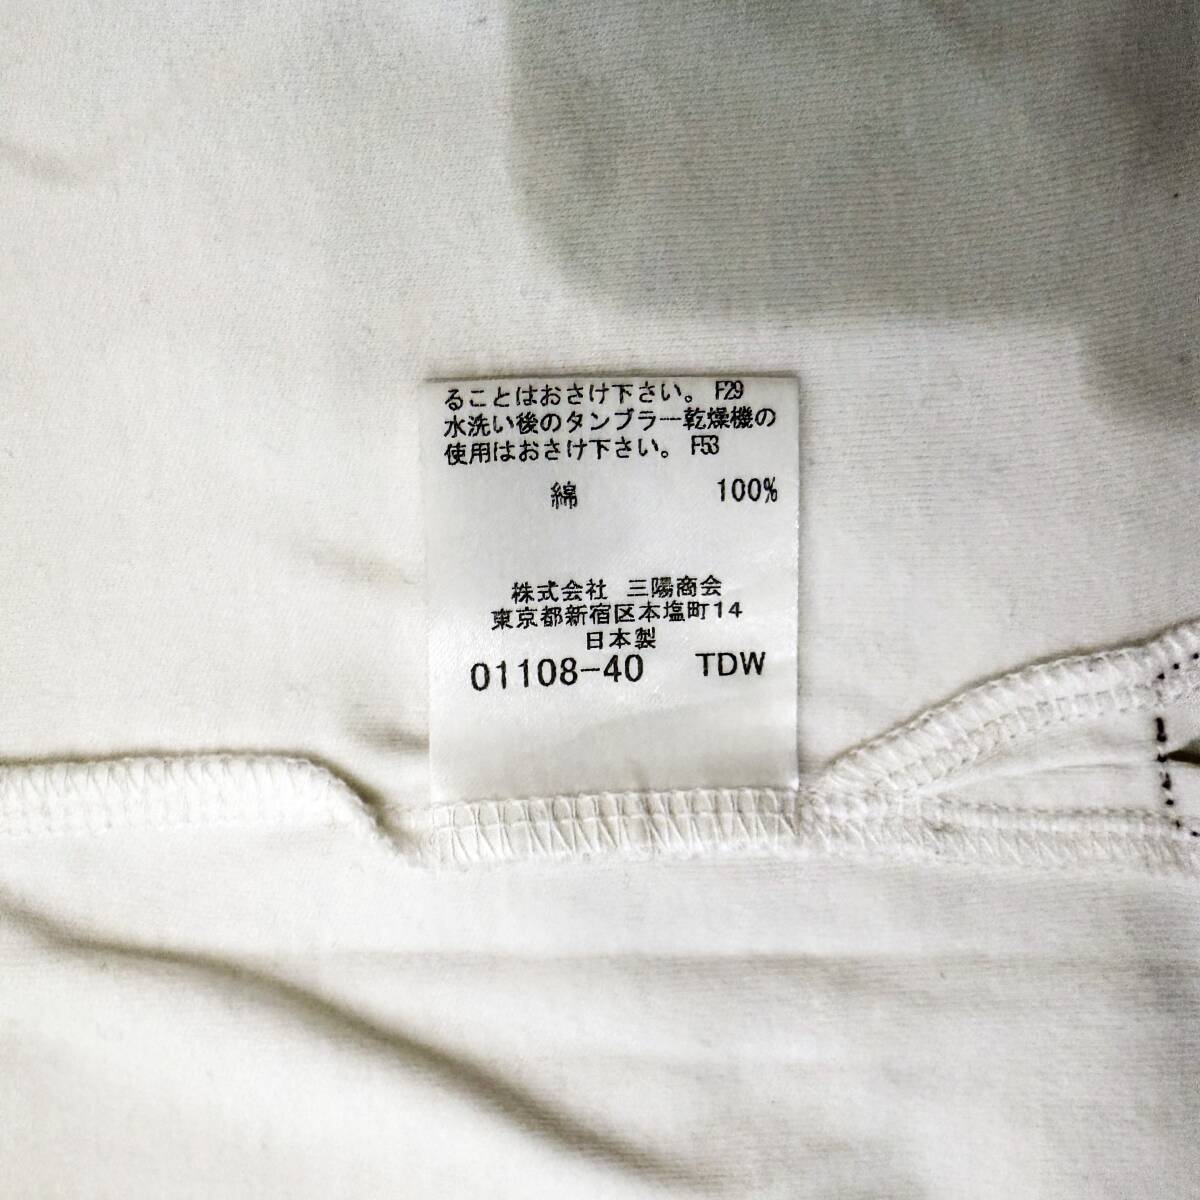 ることはおさけ下さい。 F29
水洗い後のタンブラー乾燥機の
使用はおさけ下さい。 F53
綿 100%
株式会社 三陽商会
東京都新宿区本塩町14
日本製
01108-40 TDW